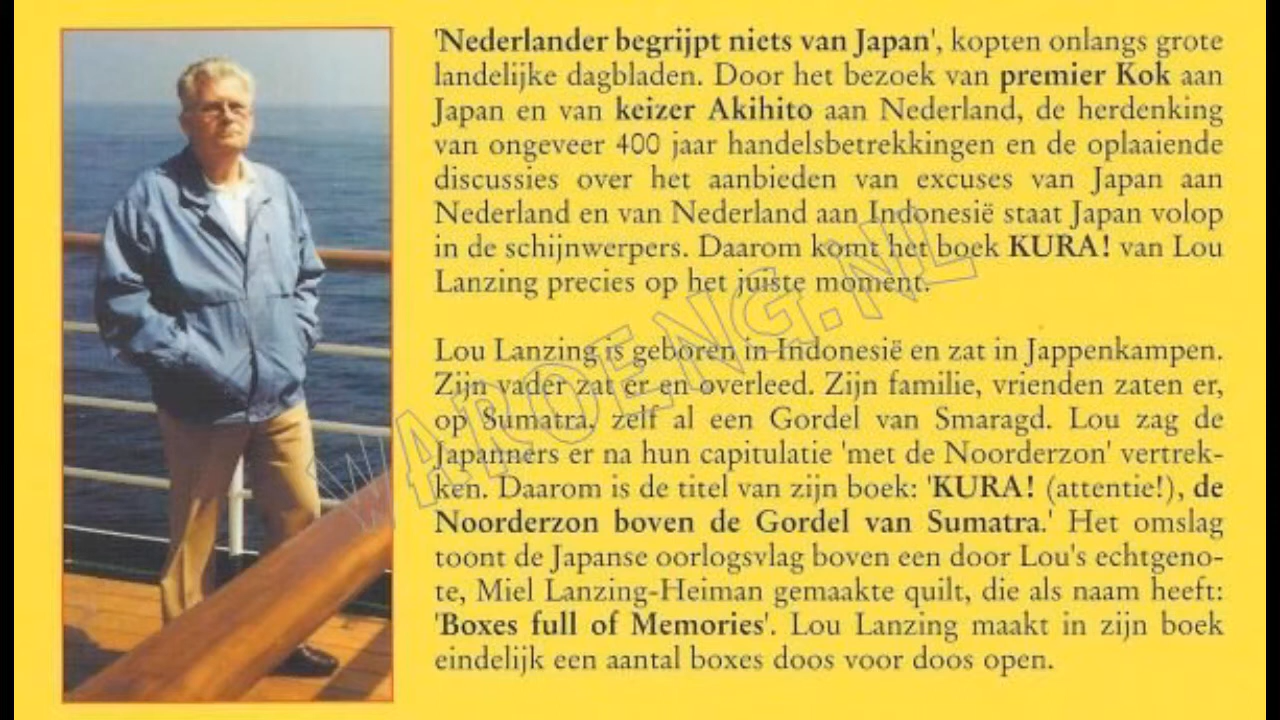 'Nederlander begrijpt niets van Japan', kopten onlangs grote
landelijke dagbladen. Door het bezoek van premier Kok aan
Japan en van keizer Akihito aan Nederland, de herdenking
van ongeveer 400 jaar handelsbetrekkingen en de oplaaiende
discussies over het aanbieden van excuses van Japan aan
Nederland en van Nederland aan Indonesië staat Japan volop
in de schijnwerpers. Daarom komt het boek KURA! van Lou
Lanzing precies op het juiste moment.
Lou Lanzing is geboren in Indonesië en zat in Jappenkampen.
Zijn vader zat er en overleed. Zijn familie, vrienden zaten er,
op Sumatra, zelf al een Gordel van Smaragd. Lou zag de
Japanners er na hun capitulatie 'met de Noorderzon' vertrek-
ken. Daarom is de titel van zijn boek: 'KURA! (attentie!), de
Noorderzon boven de Gordel van Sumatra.' Het omslag
toont de Japanse oorlogsvlag boven een door Lou's echtgeno-
te, Miel Lanzing-Heiman gemaakte quilt, die als naam heeft:
'Boxes full of Memories'. Lou Lanzing maakt in zijn boek
eindelijk een aantal boxes doos voor doos open.
WAROENG.NL